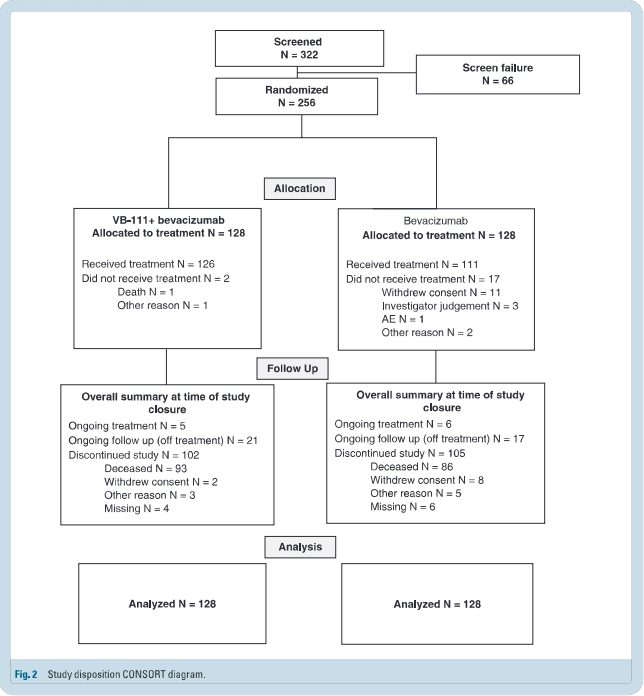 Screened
N = 322
Screen failure
N = 66
Randomized
N = 256
Allocation
VB-111+ bevacizumab
Allocated to treatment N = 128
Received treatment N = 126
Did not receive treatment N = 2
Death N = 1
Other reason N = 1
Bevacizumab
Allocated to treatment N = 128
Received treatment N = 111
Did not receive treatment N = 17
Withdrew consent N = 11
Investigator judgement N = 3
AE N = 1
Other reason N = 2
Follow Up
Overall summary at time of study
closure
Ongoing treatment N = 5
Ongoing follow up (off treatment) N = 21
Discontinued study N = 102
Deceased N = 93
Withdrew consent N = 2
Other reason N = 3
Missing N = 4
Overall summary at time of study
closure
Ongoing treatment N = 6
Ongoing follow up (off treatment) N = 17
Discontinued study N = 105
Deceased N = 86
Withdrew consent N = 8
Other reason N = 5
Missing N = 6
Analysis
Analyzed N = 128
Analyzed N = 128
Fig. 2 Study disposition CONSORT diagram.